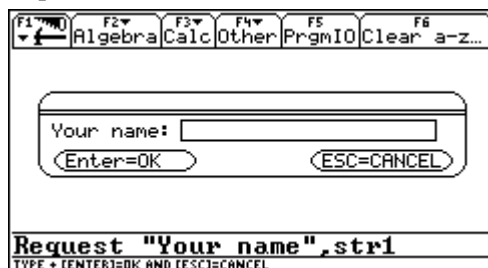 F1 F2 F3 F4 F5 F6
Algebra Calc Other PrgmIO Clear a-z…
Your name:
Enter=OK ESC=CANCEL
Request "Your name",str1
TYPE + [ENTER]=OK AND [ESC]=CANCEL